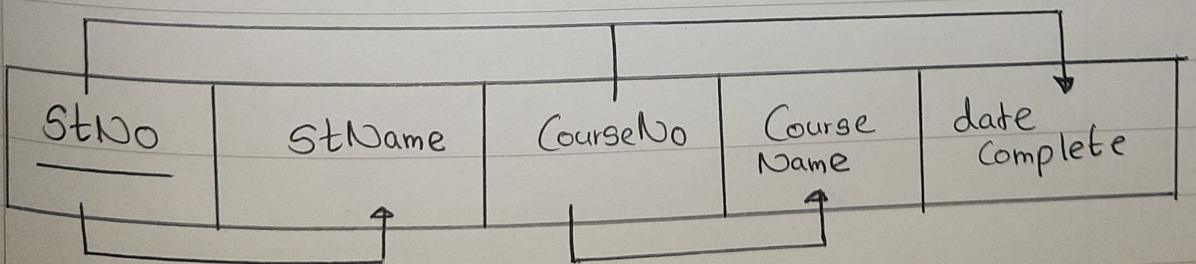 StNo
StName
CourseNo
Course
Name
date
Complete